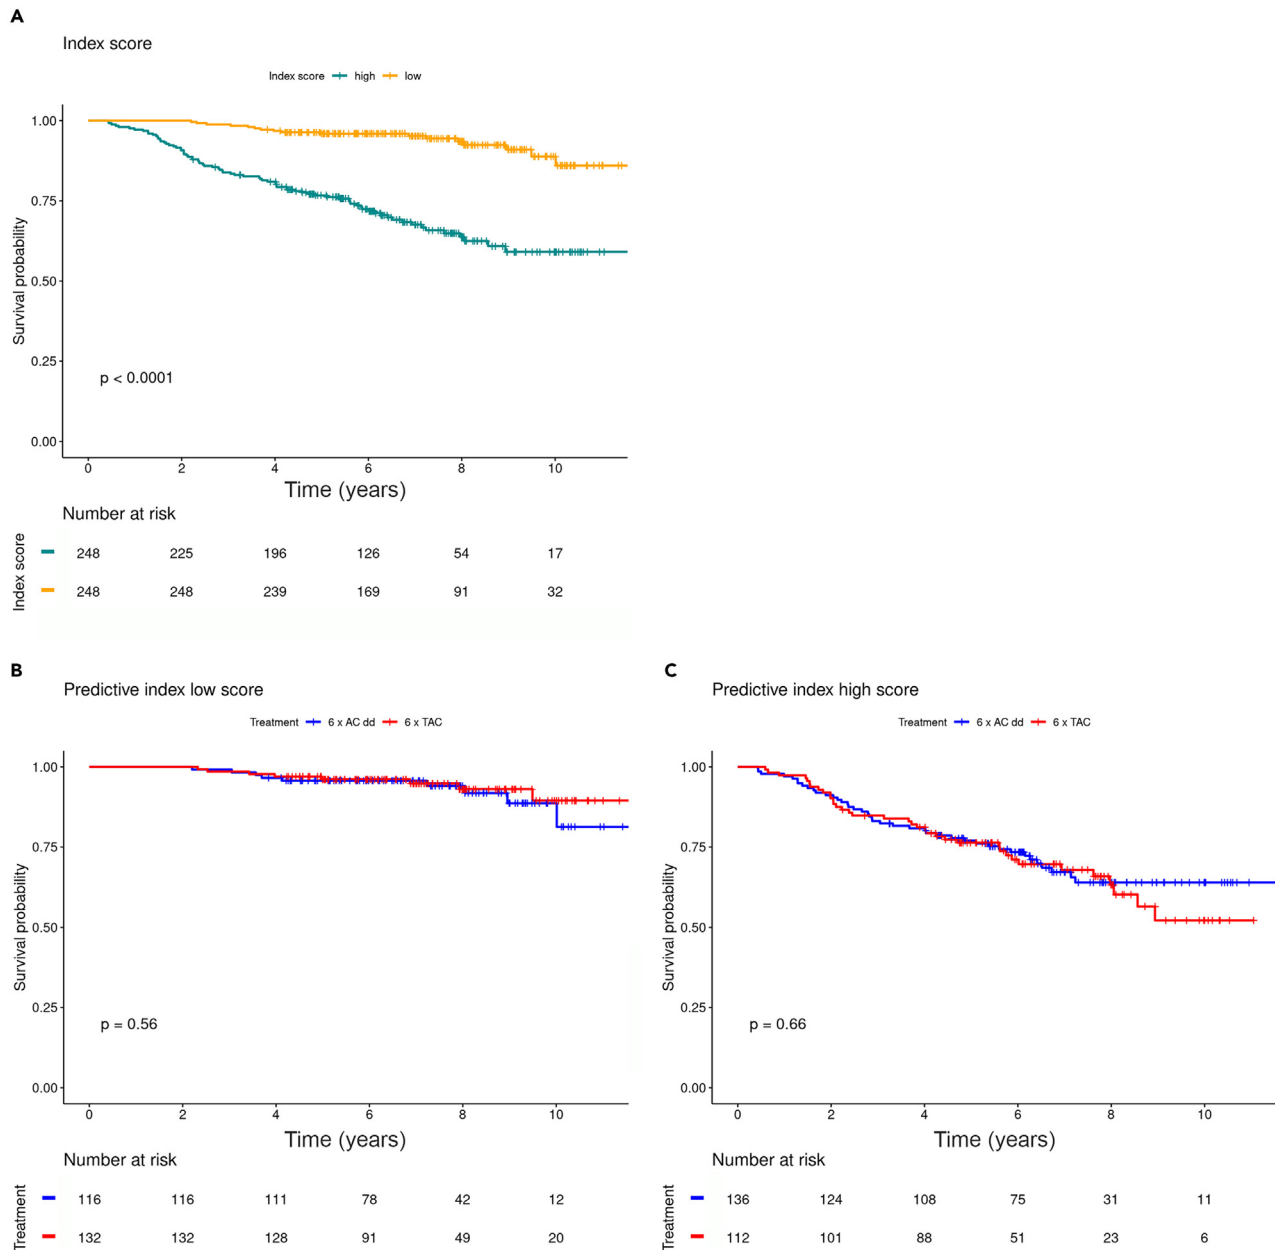 A
Index score
Index score high low
1.00
0.75
0.50
0.25
0.00
Survival probability
p < 0.0001
0 2 4 6 8 10
Time (years)
Number at risk
Index score
248 225 196 126 54 17
248 248 239 169 91 32
B
Predictive index low score
Treatment 6 x AC dd 6 x TAC
1.00
0.75
0.50
0.25
0.00
Survival probability
p = 0.56
0 2 4 6 8 10
Time (years)
Number at risk
Treatment
116 116 111 78 42 12
132 132 128 91 49 20
C
Predictive index high score
Treatment 6 x AC dd 6 x TAC
1.00
0.75
0.50
0.25
0.00
Survival probability
p = 0.66
0 2 4 6 8 10
Time (years)
Number at risk
Treatment
136 124 108 75 31 11
112 101 88 51 23 6